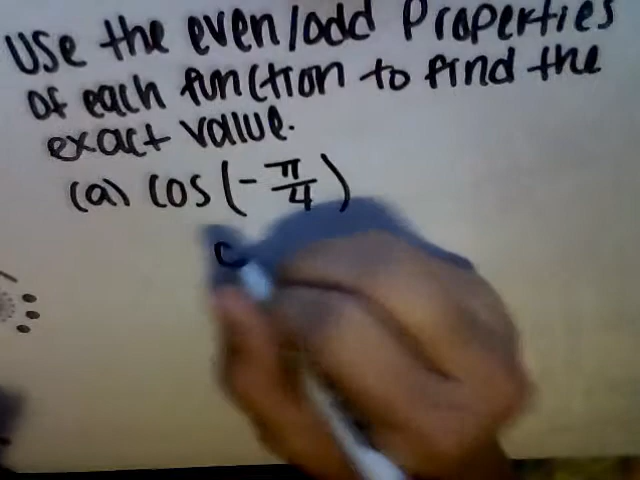 Use the even/odd Properties
of each function to find the
exact value.
(a) cos (-π/4)
c